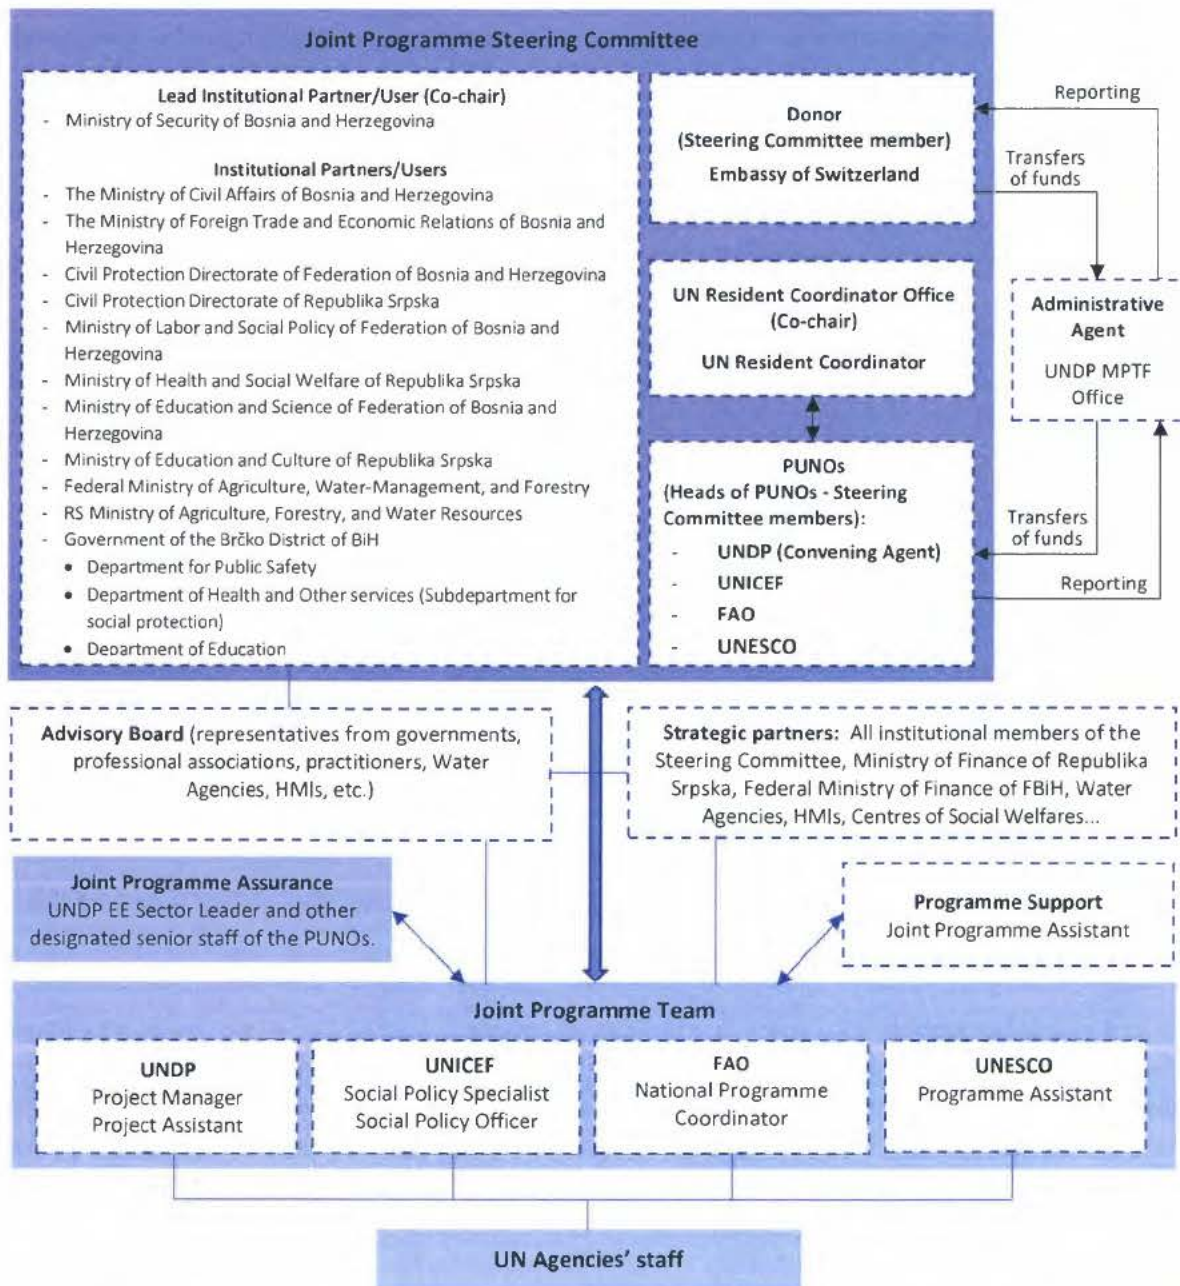 Joint Programme Steering Committee
Lead Institutional Partner/User (Co-chair)
- Ministry of Security of Bosnia and Herzegovina
Institutional Partners/Users
- The Ministry of Civil Affairs of Bosnia and Herzegovina
- The Ministry of Foreign Trade and Economic Relations of Bosnia and
Herzegovina
- Civil Protection Directorate of Federation of Bosnia and Herzegovina
- Civil Protection Directorate of Republika Srpska
- Ministry of Labor and Social Policy of Federation of Bosnia and
Herzegovina
- Ministry of Health and Social Welfare of Republika Srpska
- Ministry of Education and Science of Federation of Bosnia and
Herzegovina
- Ministry of Education and Culture of Republika Srpska
- Federal Ministry of Agriculture, Water-Management, and Forestry
- RS Ministry of Agriculture, Forestry, and Water Resources
- Government of the Brčko District of BiH
• Department for Public Safety
• Department of Health and Other services (Subdepartment for
social protection)
• Department of Education
Donor
(Steering Committee member)
Embassy of Switzerland
UN Resident Coordinator Office
(Co-chair)
UN Resident Coordinator
PUNOs
(Heads of PUNOs - Steering
Committee members):
- UNDP (Convening Agent)
- UNICEF
- FAO
- UNESCO
Reporting
Transfers
of funds
Administrative
Agent
UNDP MPTF
Office
Transfers
of funds
Reporting
Advisory Board (representatives from governments,
professional associations, practitioners, Water
Agencies, HMIs, etc.)
Strategic partners: All institutional members of the
Steering Committee, Ministry of Finance of Republika
Srpska, Federal Ministry of Finance of FBiH, Water
Agencies, HMIs, Centres of Social Welfares...
Joint Programme Assurance
UNDP EE Sector Leader and other
designated senior staff of the PUNOs.
Programme Support
Joint Programme Assistant
Joint Programme Team
UNDP
Project Manager
Project Assistant
UNICEF
Social Policy Specialist
Social Policy Officer
FAO
National Programme
Coordinator
UNESCO
Programme Assistant
UN Agencies' staff